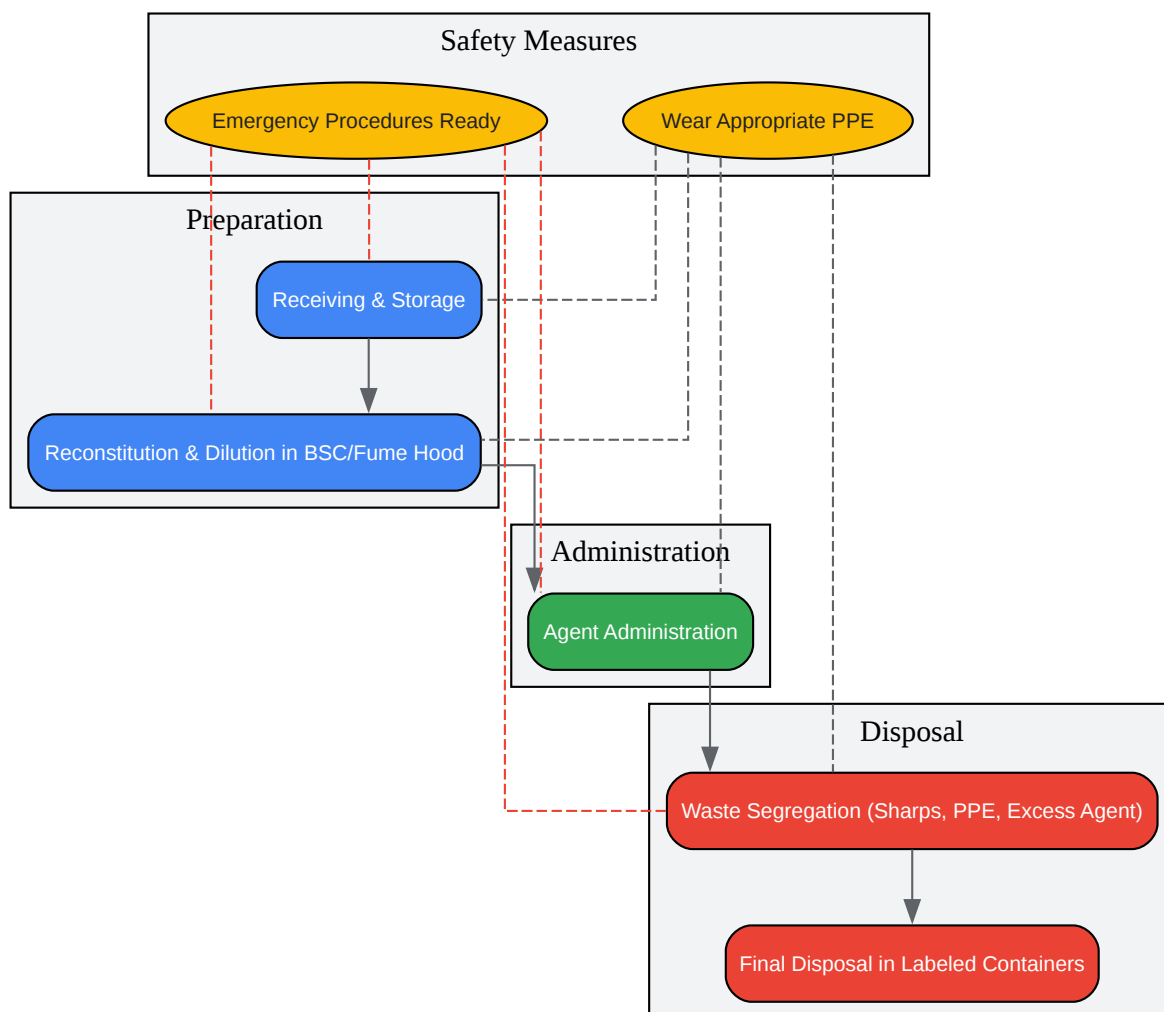 Safety Measures
Emergency Procedures Ready
Wear Appropriate PPE
Preparation
Receiving & Storage
Reconstitution & Dilution in BSC/Fume Hood
Administration
Agent Administration
Disposal
Waste Segregation (Sharps, PPE, Excess Agent)
Final Disposal in Labeled Containers